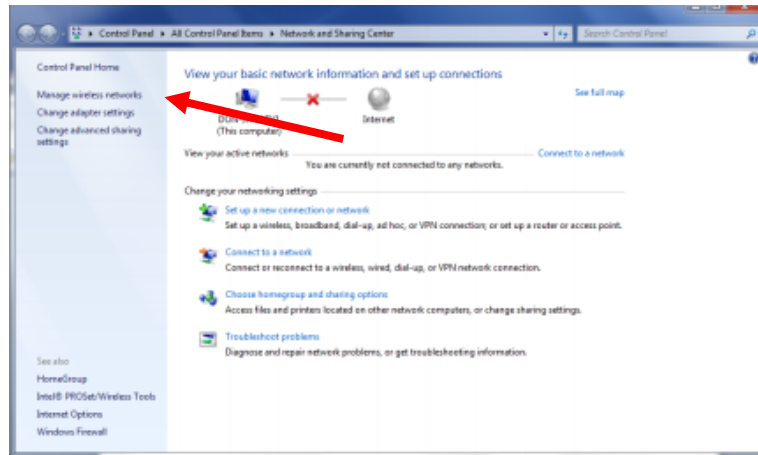 Control Panel ▸ All Control Panel Items ▸ Network and Sharing Center
Search Control Panel
Control Panel Home
Manage wireless networks
Change adapter settings
Change advanced sharing
settings
See also
HomeGroup
Intel® PROSet/Wireless Tools
Internet Options
Windows Firewall
View your basic network information and set up connections
See full map
(This computer)
Internet
View your active networks
Connect to a network
You are currently not connected to any networks.
Change your networking settings
Set up a new connection or network
Set up a wireless, broadband, dial-up, ad hoc, or VPN connection; or set up a router or access point.
Connect to a network
Connect or reconnect to a wireless, wired, dial-up, or VPN network connection.
Choose homegroup and sharing options
Access files and printers located on other network computers, or change sharing settings.
Troubleshoot problems
Diagnose and repair network problems, or get troubleshooting information.